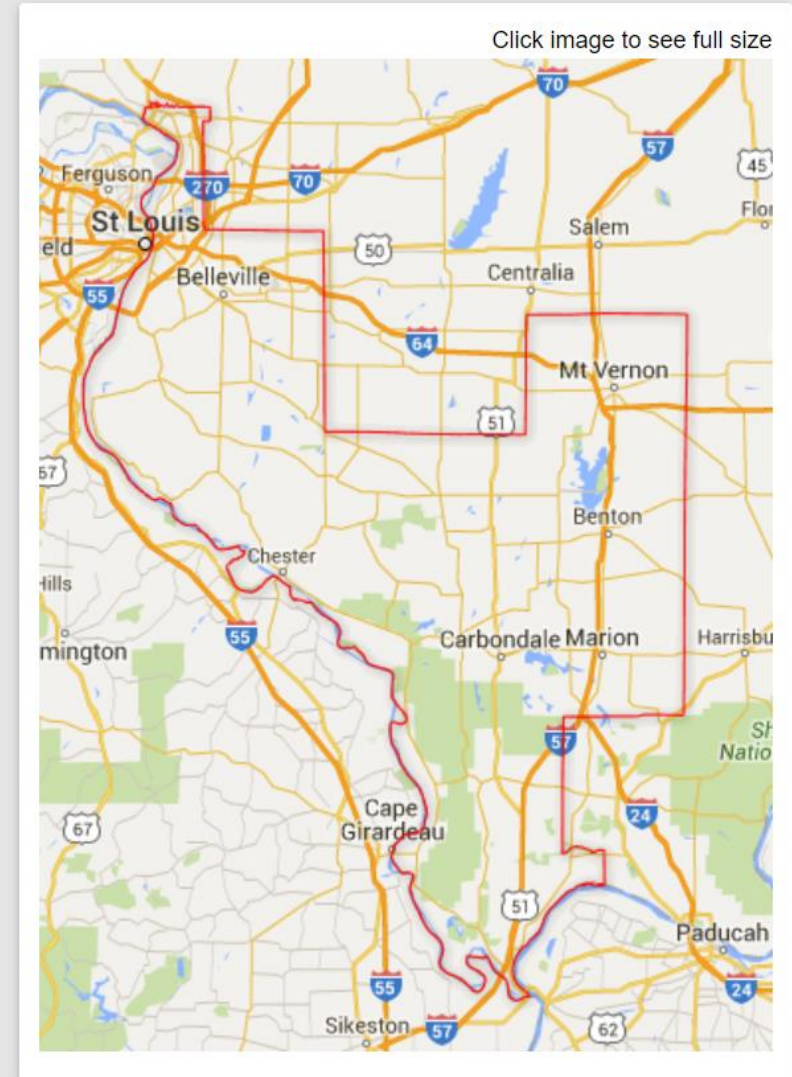 Click image to see full size
70
57
45
Ferguson
270
70
Flor
St Louis
Salem
eld
50
Belleville
Centralia
55
64
Mt Vernon
51
67
Benton
Chester
Hills
55
Carbondale
Marion
Harrisbu
mington
57
Sh
Natio
Cape
Girardeau
67
24
51
Paducah
55
24
Sikeston
57
62